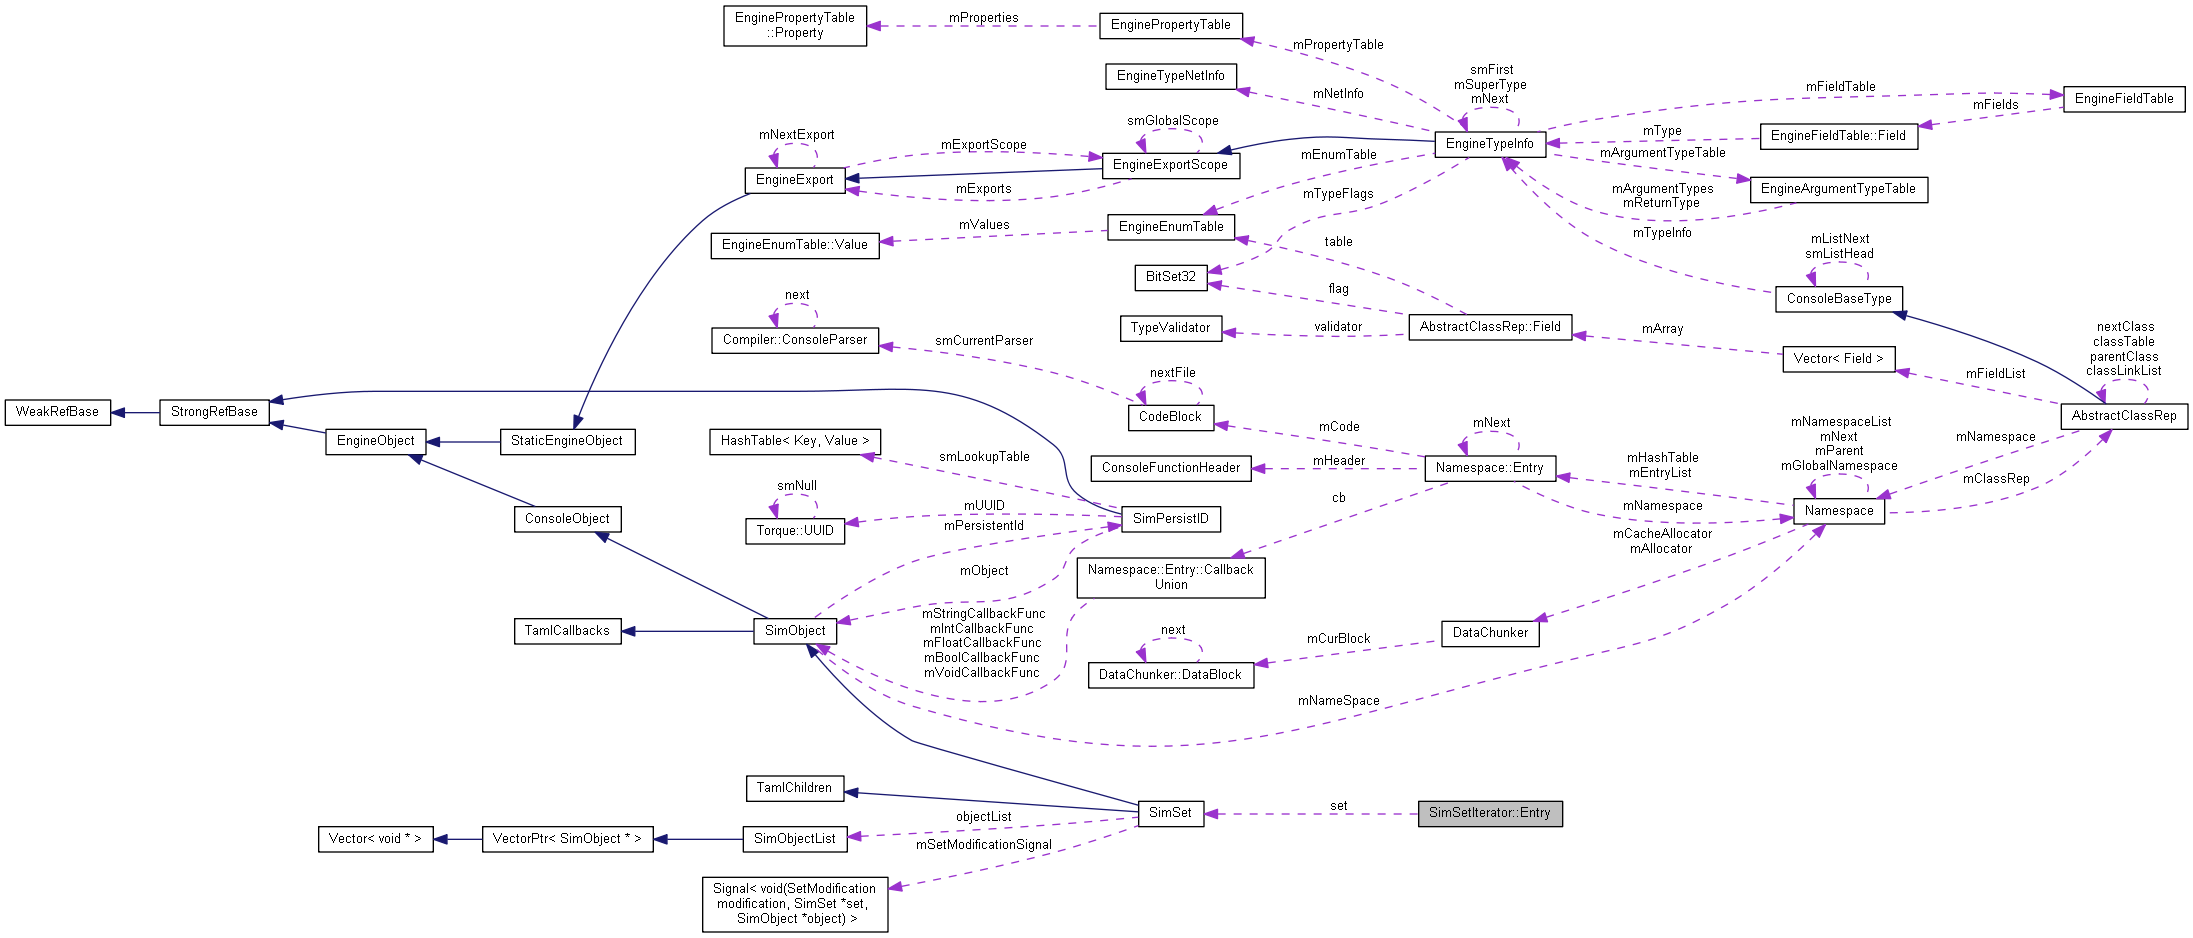 EnginePropertyTable
::Property
mProperties
EnginePropertyTable
mPropertyTable
EngineTypeNetInfo
mNetInfo
smFirst
mSuperType
mNext
EngineTypeInfo
mFieldTable
EngineFieldTable
mFields
EngineFieldTable::Field
mType
mArgumentTypeTable
EngineArgumentTypeTable
mArgumentTypes
mReturnType
mTypeInfo
mNextExport
EngineExport
mExportScope
mExports
smGlobalScope
EngineExportScope
mEnumTable
mTypeFlags
EngineEnumTable::Value
mValues
EngineEnumTable
table
BitSet32
flag
mListNext
smListHead
ConsoleBaseType
next
Compiler::ConsoleParser
smCurrentParser
TypeValidator
validator
AbstractClassRep::Field
mArray
Vector< Field >
mFieldList
nextClass
classTable
parentClass
classLinkList
AbstractClassRep
nextFile
CodeBlock
mCode
mNext
Namespace::Entry
mHeader
ConsoleFunctionHeader
mHashTable
mEntryList
mNamespaceList
mNext
mParent
mGlobalNamespace
Namespace
mNamespace
mClassRep
mNamespace
cb
WeakRefBase
StrongRefBase
EngineObject
StaticEngineObject
HashTable< Key, Value >
smLookupTable
smNull
Torque::UUID
mUUID
SimPersistID
mPersistentId
mObject
ConsoleObject
Namespace::Entry::Callback
Union
mCacheAllocator
mAllocator
TamlCallbacks
SimObject
mStringCallbackFunc
mIntCallbackFunc
mFloatCallbackFunc
mBoolCallbackFunc
mVoidCallbackFunc
next
DataChunker::DataBlock
mCurBlock
DataChunker
mNameSpace
TamlChildren
SimSet
set
SimSetIterator::Entry
objectList
Vector< void * >
VectorPtr< SimObject * >
SimObjectList
mSetModificationSignal
Signal< void(SetModification
modification, SimSet *set,
SimObject *object) >